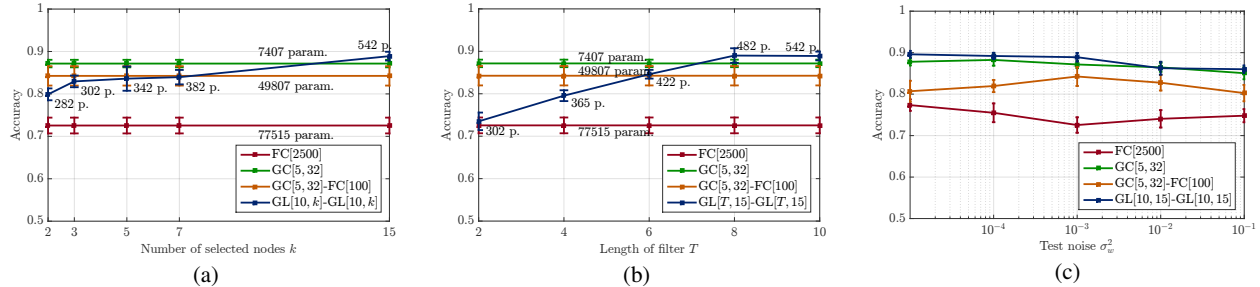 1
0.9
0.8
0.7
0.6
0.5
Accuracy
7407 param.
542 p.
49807 param.
282 p.
302 p.
342 p.
382 p.
77515 param.
FC[2500]
GC[5, 32]
GC[5, 32]-FC[100]
GL[10, k]-GL[10, k]
2 3 5 7 15
Number of selected nodes k
(a)
1
0.9
0.8
0.7
0.6
0.5
Accuracy
482 p.
542 p.
7407 param.
49807 param.
422 p.
365 p.
302 p.
77515 param.
FC[2500]
GC[5, 32]
GC[5, 32]-FC[100]
GL[T, 15]-GL[T, 15]
2 4 6 8 10
Length of filter T
(b)
1
0.9
0.8
0.7
0.6
0.5
Accuracy
FC[2500]
GC[5, 32]
GC[5, 32]-FC[100]
GL[10, 15]-GL[10, 15]
10⁻⁴ 10⁻³ 10⁻² 10⁻¹
Test noise σ²_w
(c)